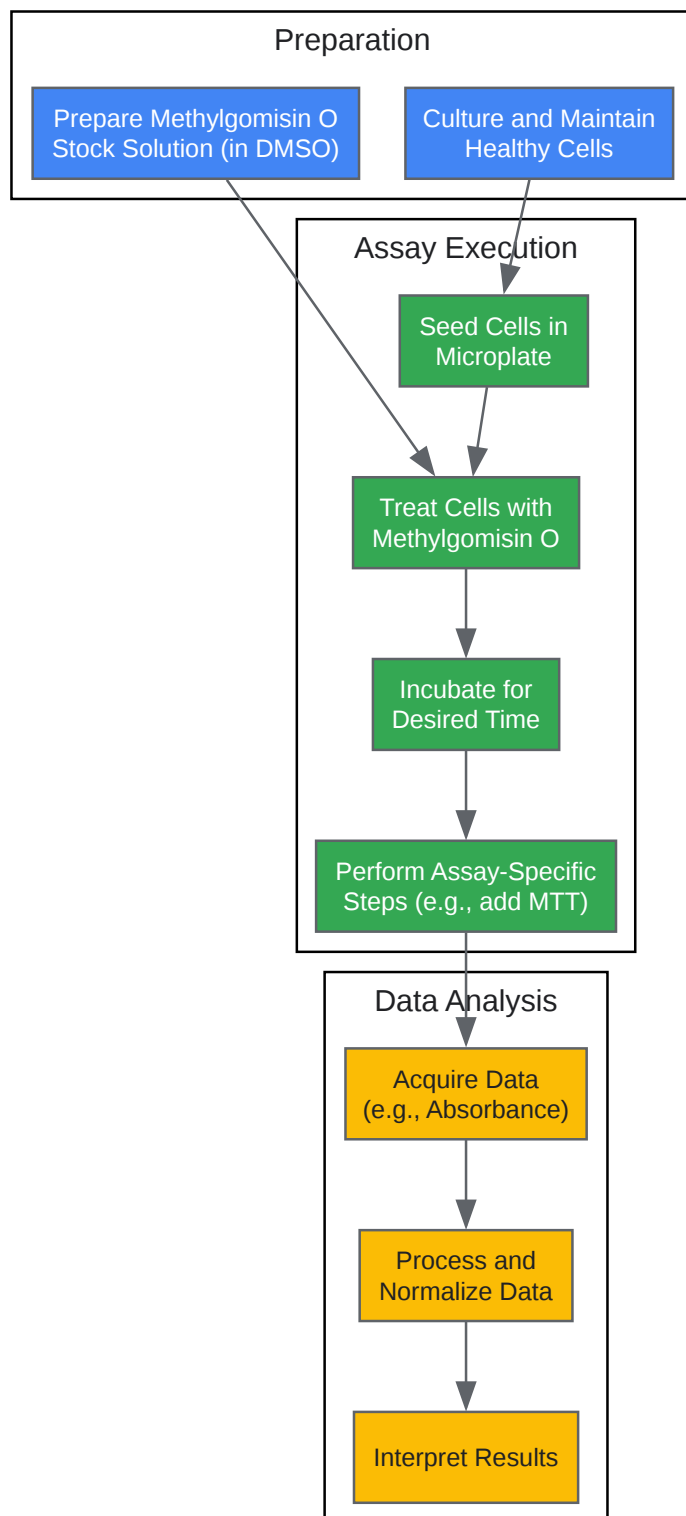 Preparation
Prepare Methylgomisin O
Stock Solution (in DMSO)
Culture and Maintain
Healthy Cells
Assay Execution
Seed Cells in
Microplate
Treat Cells with
Methylgomisin O
Incubate for
Desired Time
Perform Assay-Specific
Steps (e.g., add MTT)
Data Analysis
Acquire Data
(e.g., Absorbance)
Process and
Normalize Data
Interpret Results